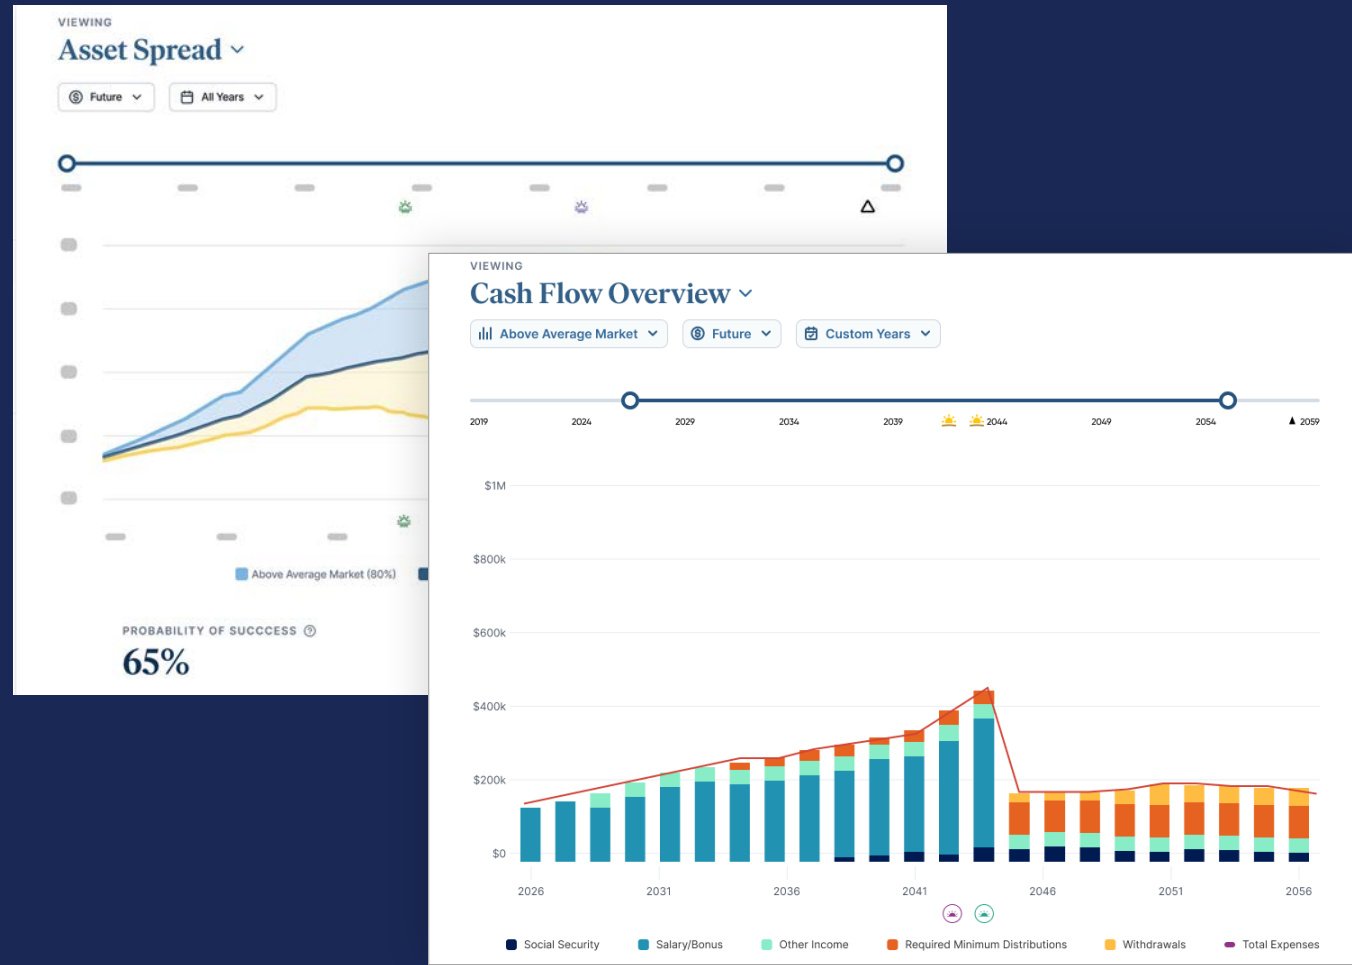 VIEWING
Asset Spread
Future
All Years
Above Average Market (80%)
PROBABILITY OF SUCCCESS
65%
VIEWING
Cash Flow Overview
Above Average Market
Future
Custom Years
2019 2024 2029 2034 2039 2044 2049 2054 2059
$1M
$800k
$600k
$400k
$200k
$0
2026 2031 2036 2041 2046 2051 2056
Social Security Salary/Bonus Other Income Required Minimum Distributions Withdrawals Total Expenses